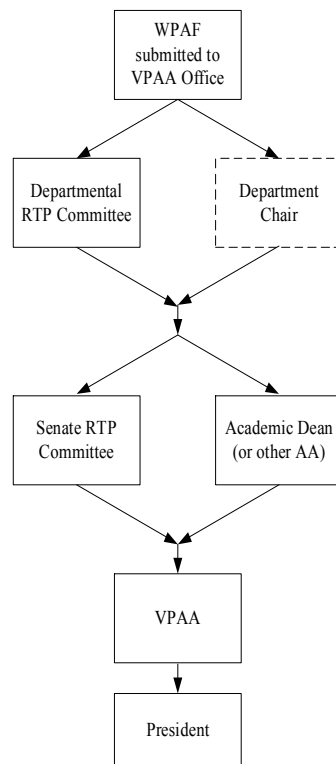 WPAF
submitted to
VPAA Office
Departmental
RTP Committee
Department
Chair
Senate RTP
Committee
Academic Dean
(or other AA)
VPAA
President